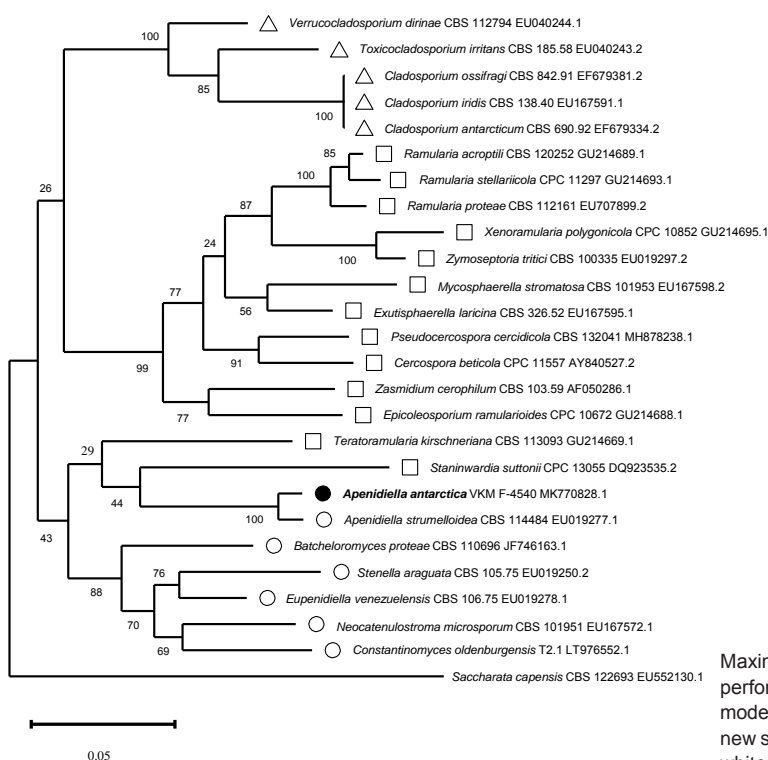 Verrucocladosporium dirinae CBS 112794 EU040244.1
100
Toxicocladosporium irritans CBS 185.58 EU040243.2
Cladosporium ossifragi CBS 842.91 EF679381.2
85
Cladosporium iridis CBS 138.40 EU167591.1
100
Cladosporium antarcticum CBS 690.92 EF679334.2
85
Ramularia acroptili CBS 120252 GU214689.1
100
Ramularia stellariicola CPC 11297 GU214693.1
26
Ramularia proteae CBS 112161 EU707899.2
87
Xenoramularia polygonicola CPC 10852 GU214695.1
24
100
Zymoseptoria tritici CBS 100335 EU019297.2
Mycosphaerella stromatosa CBS 101953 EU167598.2
77
56
Exutisphaerella laricina CBS 326.52 EU167595.1
Pseudocercospora cercidicola CBS 132041 MH878238.1
91
Cercospora beticola CPC 11557 AY840527.2
99
Zasmidium cerophilum CBS 103.59 AF050286.1
77
Epicoleosporium ramularioides CPC 10672 GU214688.1
Teratoramularia kirschneriana CBS 113093 GU214669.1
29
Staninwardia suttonii CPC 13055 DQ923535.2
44
Apenidiella antarctica VKM F-4540 MK770828.1
100
Apenidiella strumelloidea CBS 114484 EU019277.1
43
Batcheloromyces proteae CBS 110696 JF746163.1
76
Stenella araguata CBS 105.75 EU019250.2
88
Eupenidiella venezuelensis CBS 106.75 EU019278.1
70
Neocatenulostroma microsporum CBS 101951 EU167572.1
69
Constantinomyces oldenburgensis T2.1 LT976552.1
Saccharata capensis CBS 122693 EU552130.1
0.05
Maxim
perfor
mode
new s